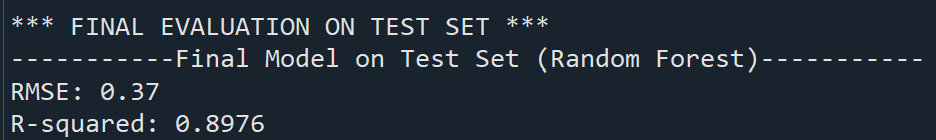 *** FINAL EVALUATION ON TEST SET ***
-----------Final Model on Test Set (Random Forest)-----------
RMSE: 0.37
R-squared: 0.8976